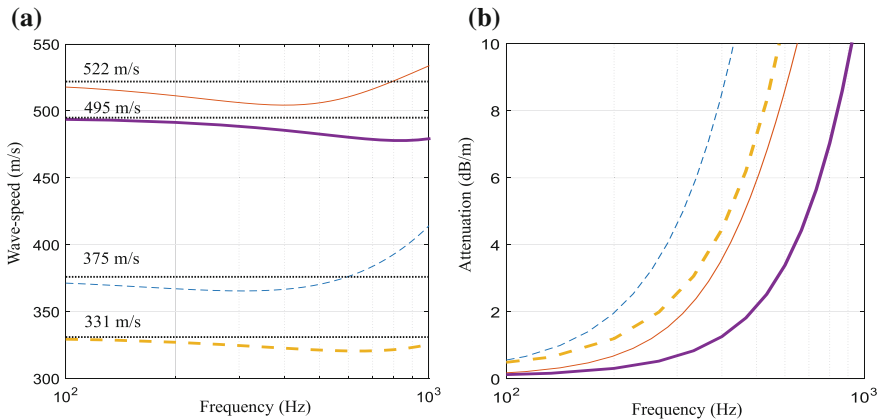 (a)
550
522 m/s
500
495 m/s
450
400
375 m/s
350
331 m/s
300
10²
10³
Wave-speed (m/s)
Frequency (Hz)
(b)
10
8
6
4
2
0
10²
10³
Attenuation (dB/m)
Frequency (Hz)